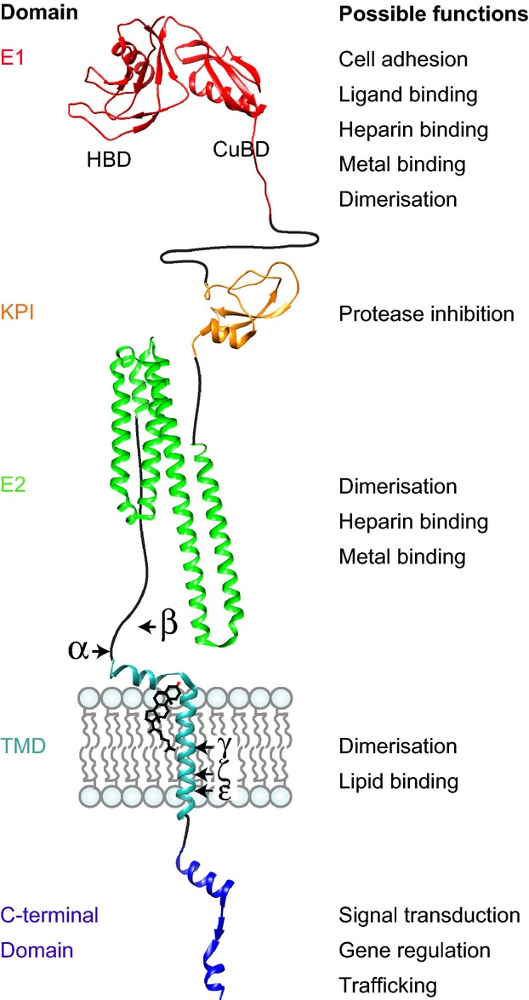 Domain Possible functions
E1 Cell adhesion
Ligand binding
Heparin binding
HBD CuBD Metal binding
Dimerisation
KPI Protease inhibition
E2 Dimerisation
Heparin binding
Metal binding
β
α
TMD γ Dimerisation
ζ Lipid binding
ε
C-terminal Signal transduction
Domain Gene regulation
Trafficking